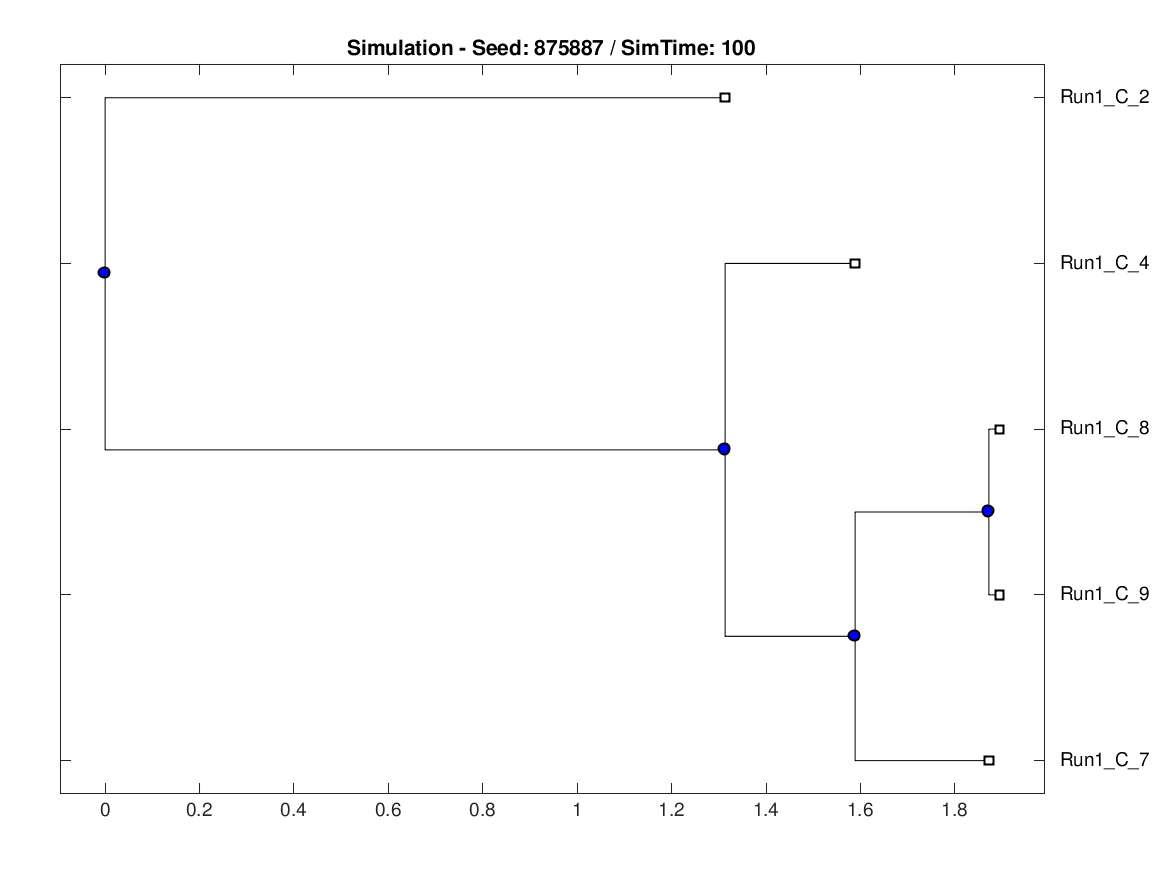 Simulation - Seed: 875887 / SimTime: 100
Run1_C_2
Run1_C_4
Run1_C_8
Run1_C_9
Run1_C_7
0 0.2 0.4 0.6 0.8 1 1.2 1.4 1.6 1.8